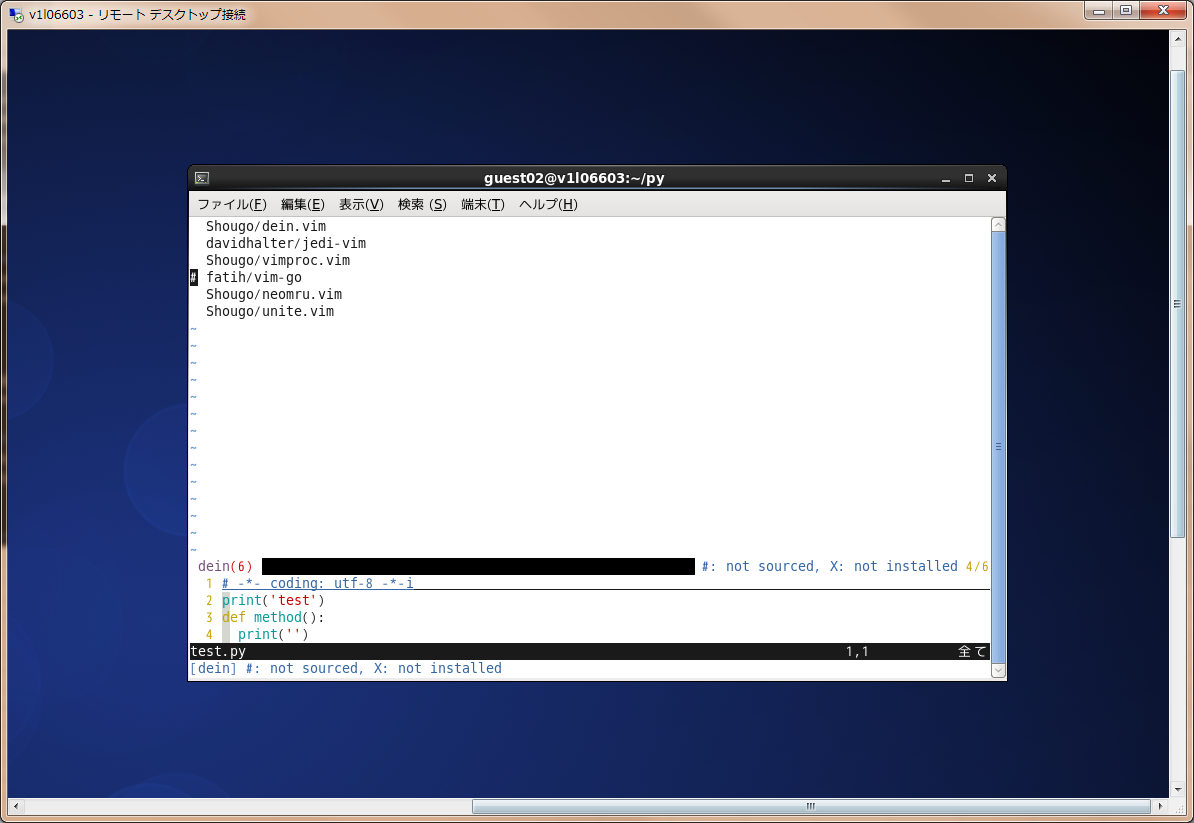 v1l06603 - リモート デスクトップ接続
guest02@v1l06603:~/py
ファイル(F) 編集(E) 表示(V) 検索 (S) 端末(T) ヘルプ(H)
Shougo/dein.vim
davidhalter/jedi-vim
Shougo/vimproc.vim
# fatih/vim-go
Shougo/neomru.vim
Shougo/unite.vim
~
~
~
~
~
~
~
~
~
~
~
~
~
~
dein(6) #: not sourced, X: not installed 4/6
1 # -*- coding: utf-8 -*-i
2 print('test')
3 def method():
4 print('')
test.py 1,1 全て
[dein] #: not sourced, X: not installed